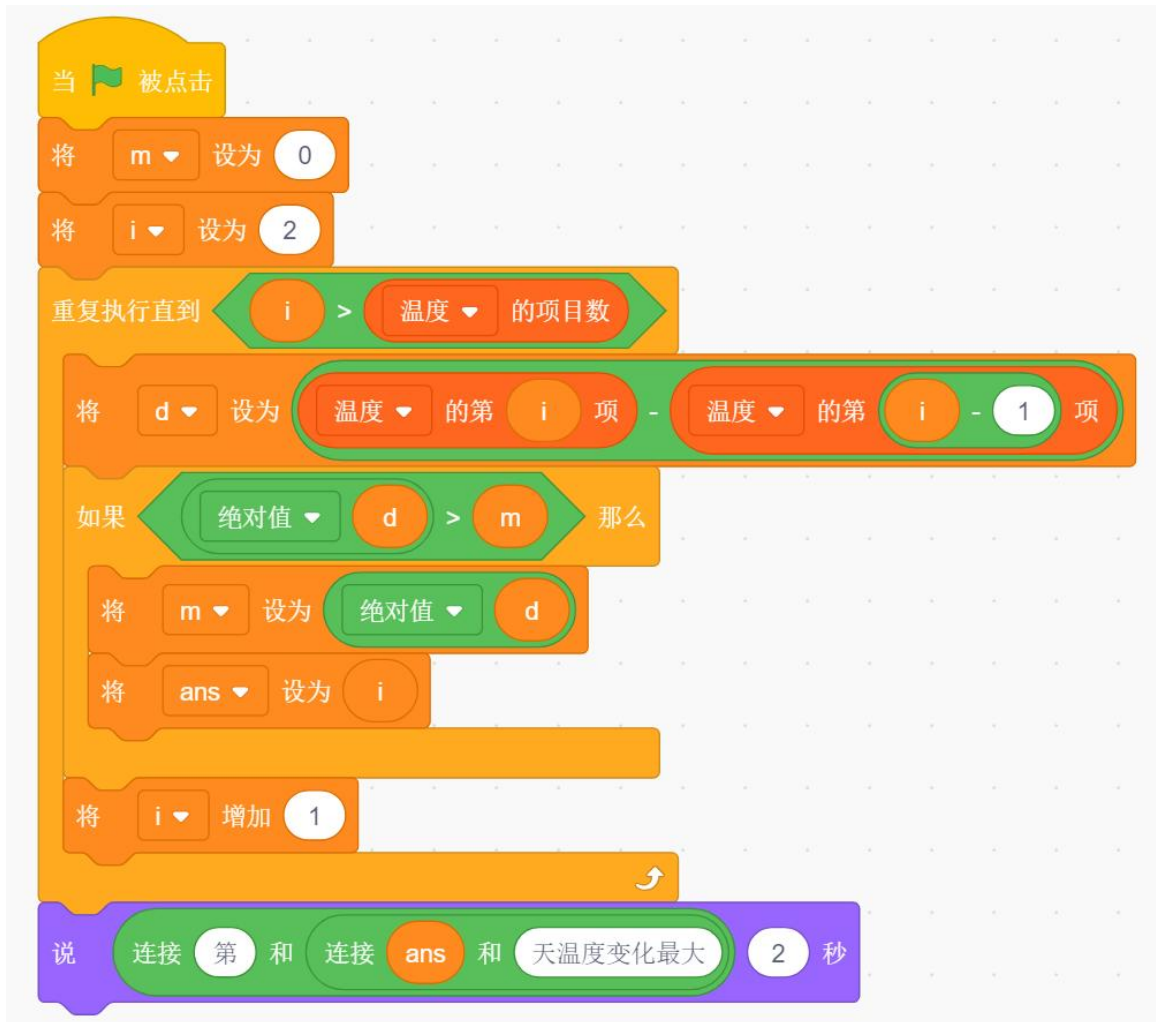 当 被点击
将 m 设为 0
将 i 设为 2
重复执行直到 i > 温度 的项目数
将 d 设为 温度 的第 i 项 - 温度 的第 i - 1 项
如果 绝对值 d > m 那么
将 m 设为 绝对值 d
将 ans 设为 i
将 i 增加 1
说 连接 第 和 连接 ans 和 天温度变化最大 2 秒